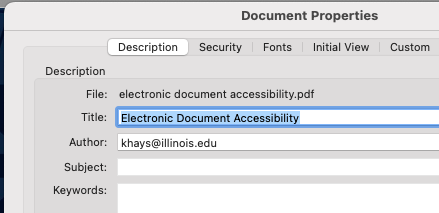 Document Properties
Description Security Fonts Initial View Custom
Description
File: electronic document accessibility.pdf
Title: Electronic Document Accessibility
Author: khays@illinois.edu
Subject:
Keywords: